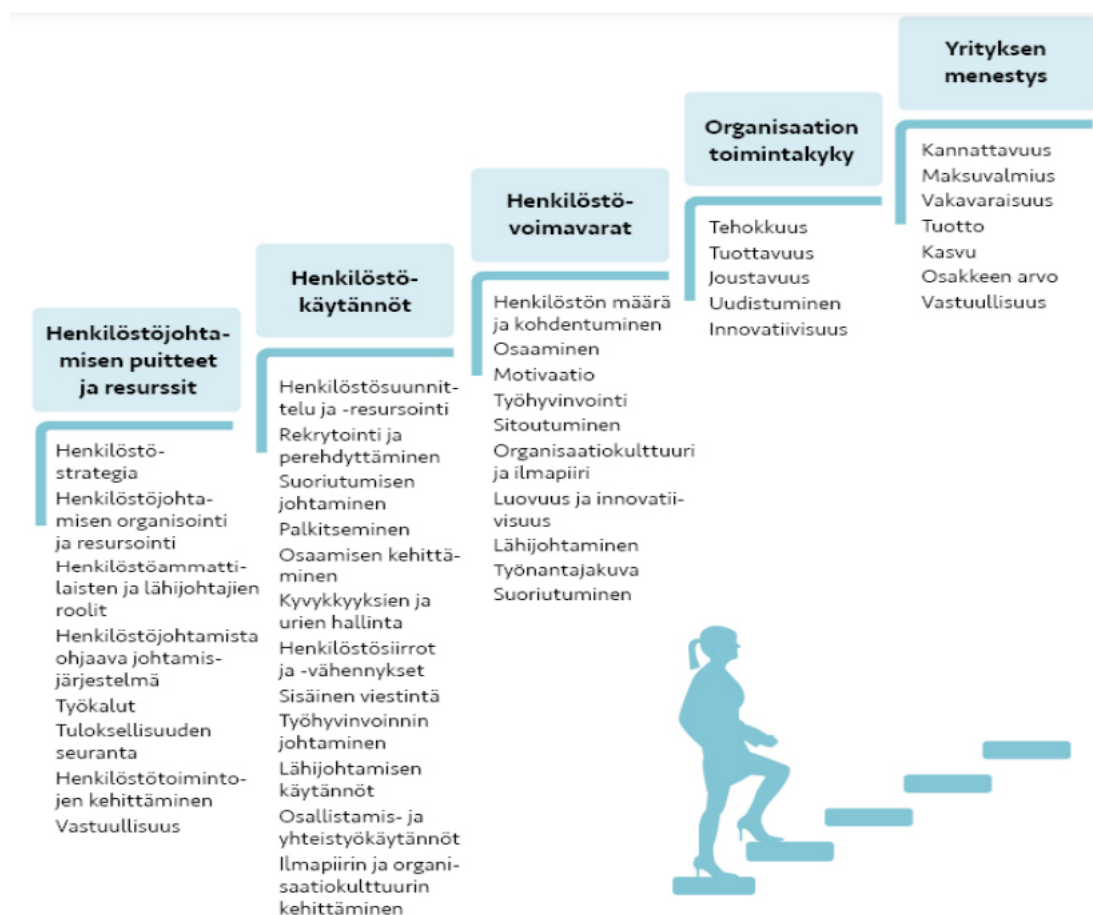 Henkilöstöjohta-
misen puitteet
ja resurssit
Henkilöstö-
strategia
Henkilöstöjohta-
misen organisointi
ja resursointi
Henkilöstöammatti-
laisten ja lähijohtajien
roolit
Henkilöstöjohtamista
ohjaava johtamis-
järjestelmä
Työkalut
Tuloksellisuuden
seuranta
Henkilöstötoiminto-
jen kehittäminen
Vastuullisuus
Henkilöstö-
käytännöt
Henkilöstösuunnit-
telu ja -resursointi
Rekrytointi ja
perehdyttäminen
Suoriutumisen
johtaminen
Palkitseminen
Osaamisen kehittä-
minen
Kyvykkyyksien ja
urien hallinta
Henkilöstösiirrot
ja -vähennykset
Sisäinen viestintä
Työhyvinvoinnin
johtaminen
Lähijohtamisen
käytännöt
Osallistamis- ja
yhteistyökäytännöt
Ilmapiirin ja organi-
saatiokulttuurin
kehittäminen
Henkilöstö-
voimavarat
Henkilöstön määrä
ja kohdentuminen
Osaaminen
Motivaatio
Työhyvinvointi
Sitoutuminen
Organisaatiokulttuuri
ja ilmapiiri
Luovuus ja innovatii-
visuus
Lähijohtaminen
Työnantajakuva
Suoriutuminen
Organisaation
toimintakyky
Tehokkuus
Tuottavuus
Joustavuus
Uudistuminen
Innovatiivisuus
Yrityksen
menestys
Kannattavuus
Maksuvalmius
Vakavaraisuus
Tuotto
Kasvu
Osakkeen arvo
Vastuullisuus